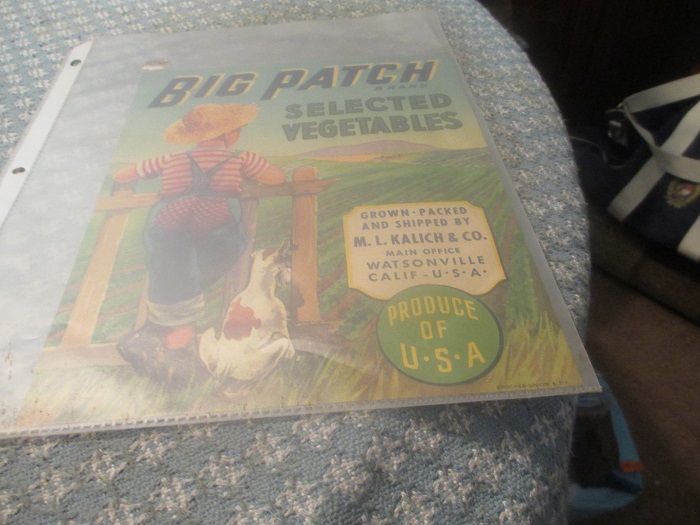 BIG PATCH
BRAND
SELECTED
VEGETABLES
GROWN · PACKED
AND SHIPPED BY
M. L. KALICH & CO.
MAIN OFFICE
WATSONVILLE
CALIF - U·S·A·
PRODUCE
OF
U·S·A